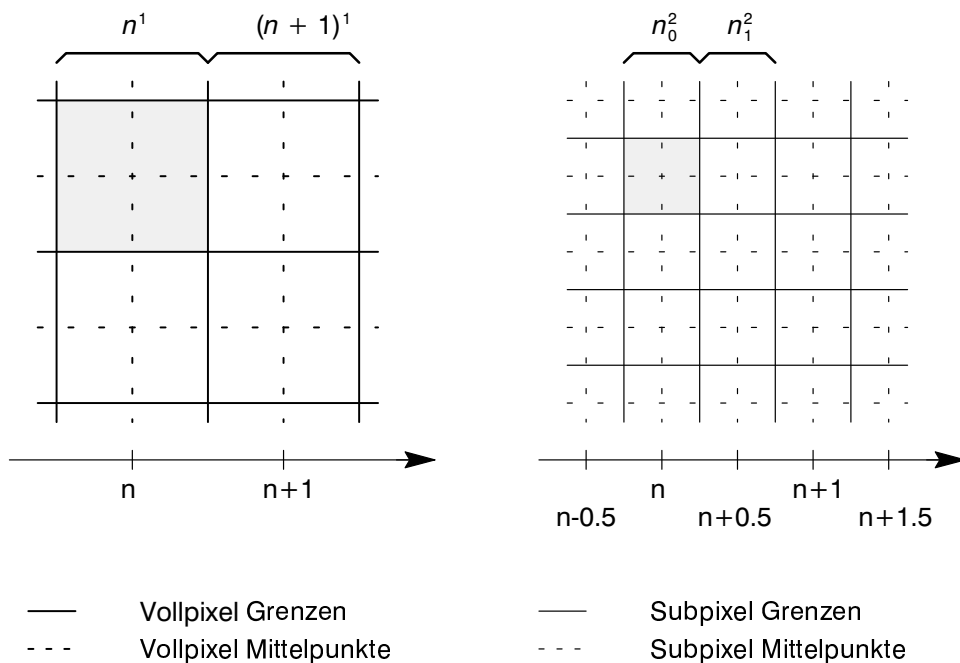 n¹ (n + 1)¹
n₀² n₁²
n n+1
n n+1
n-0.5 n+0.5 n+1.5
Vollpixel Grenzen
Vollpixel Mittelpunkte
Subpixel Grenzen
Subpixel Mittelpunkte